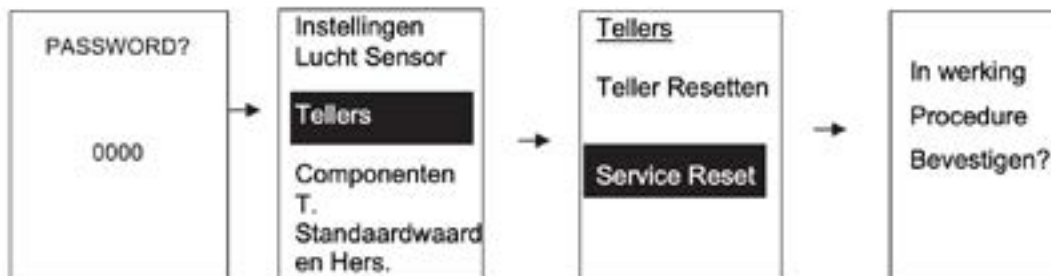 PASSWORD?
0000
Instellingen
Lucht Sensor
Tellers
Componenten
T.
Standaardwaard
en Hers.
Tellers
Teller Resetten
Service Reset
In werking
Procedure
Bevestigen?